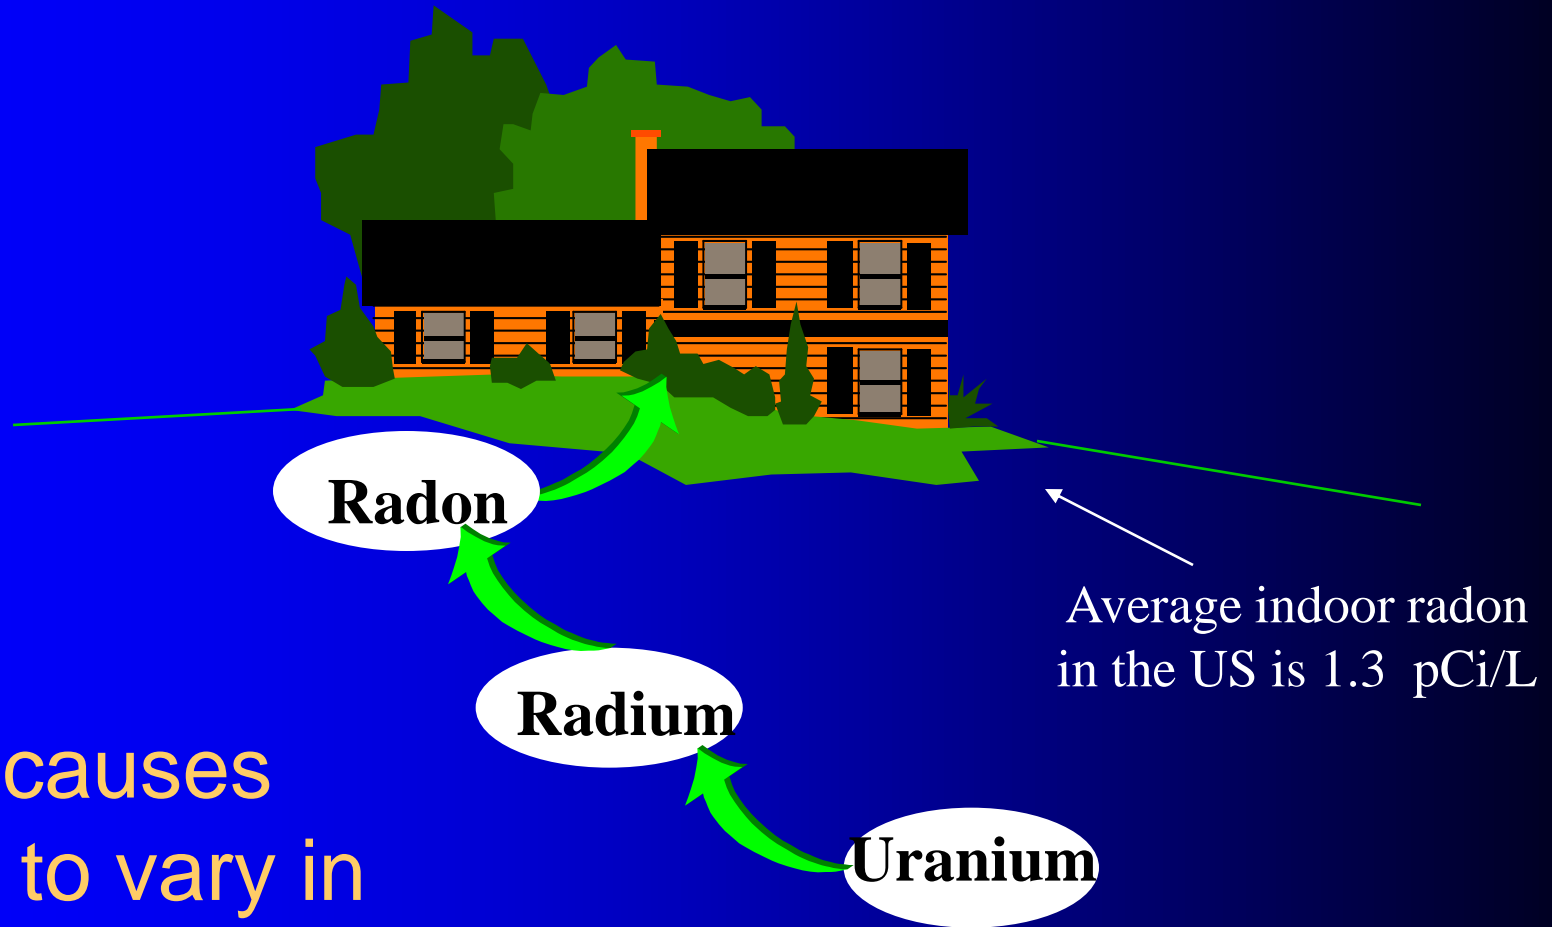 Radon
Average indoor radon
in the US is 1.3 pCi/L
Radium
causes
to vary in
Uranium